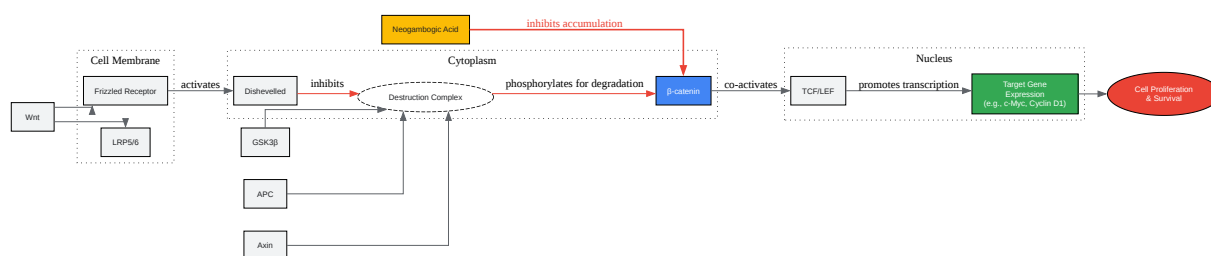 Neogambogic Acid
inhibits accumulation
Cell Membrane
Cytoplasm
Nucleus
Wnt
Frizzled Receptor
LRP5/6
activates
Dishevelled
inhibits
Destruction Complex
phosphorylates for degradation
β-catenin
co-activates
TCF/LEF
promotes transcription
Target Gene
Expression
(e.g., c-Myc, Cyclin D1)
Cell Proliferation
& Survival
GSK3β
APC
Axin